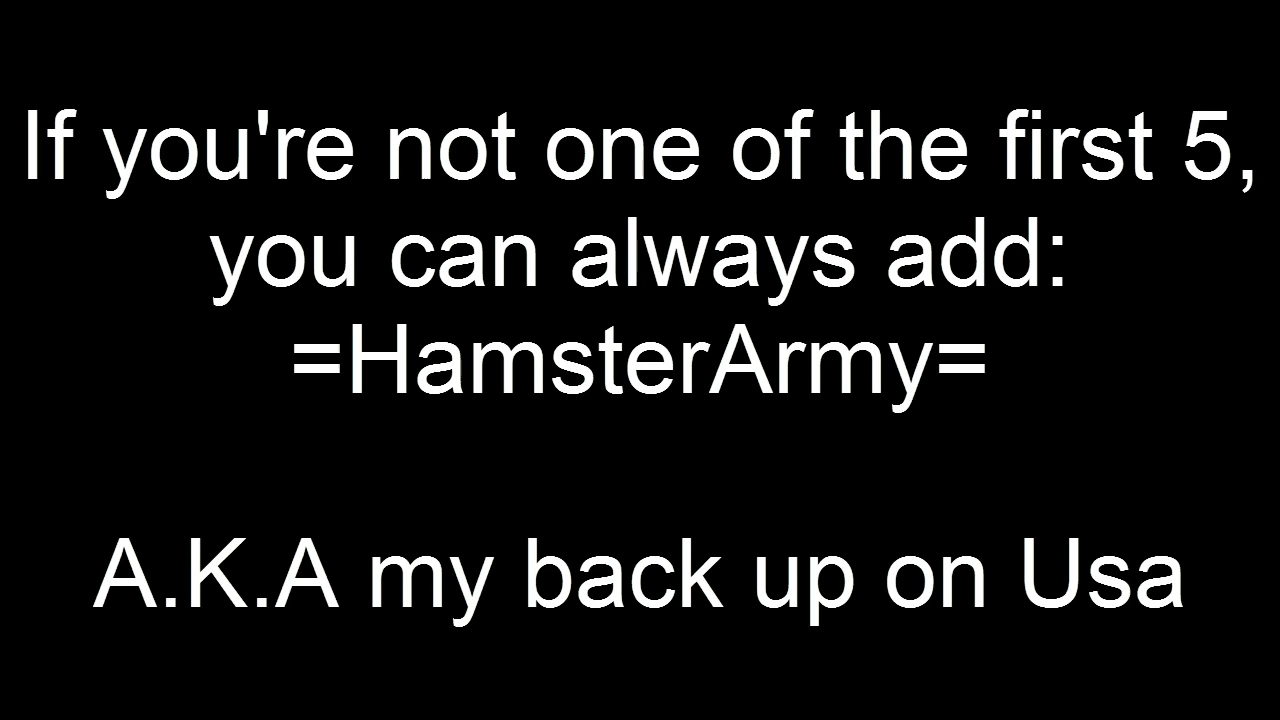 If you're not one of the first 5,
you can always add:
=HamsterArmy=
A.K.A my back up on Usa